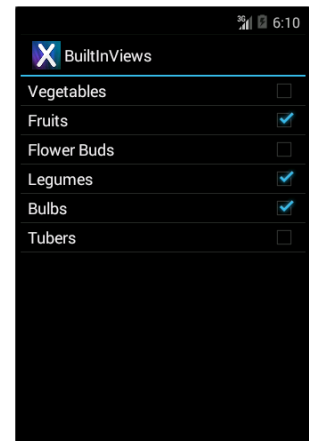 3G 6:10
X BuiltInViews
Vegetables
Fruits
Flower Buds
Legumes
Bulbs
Tubers